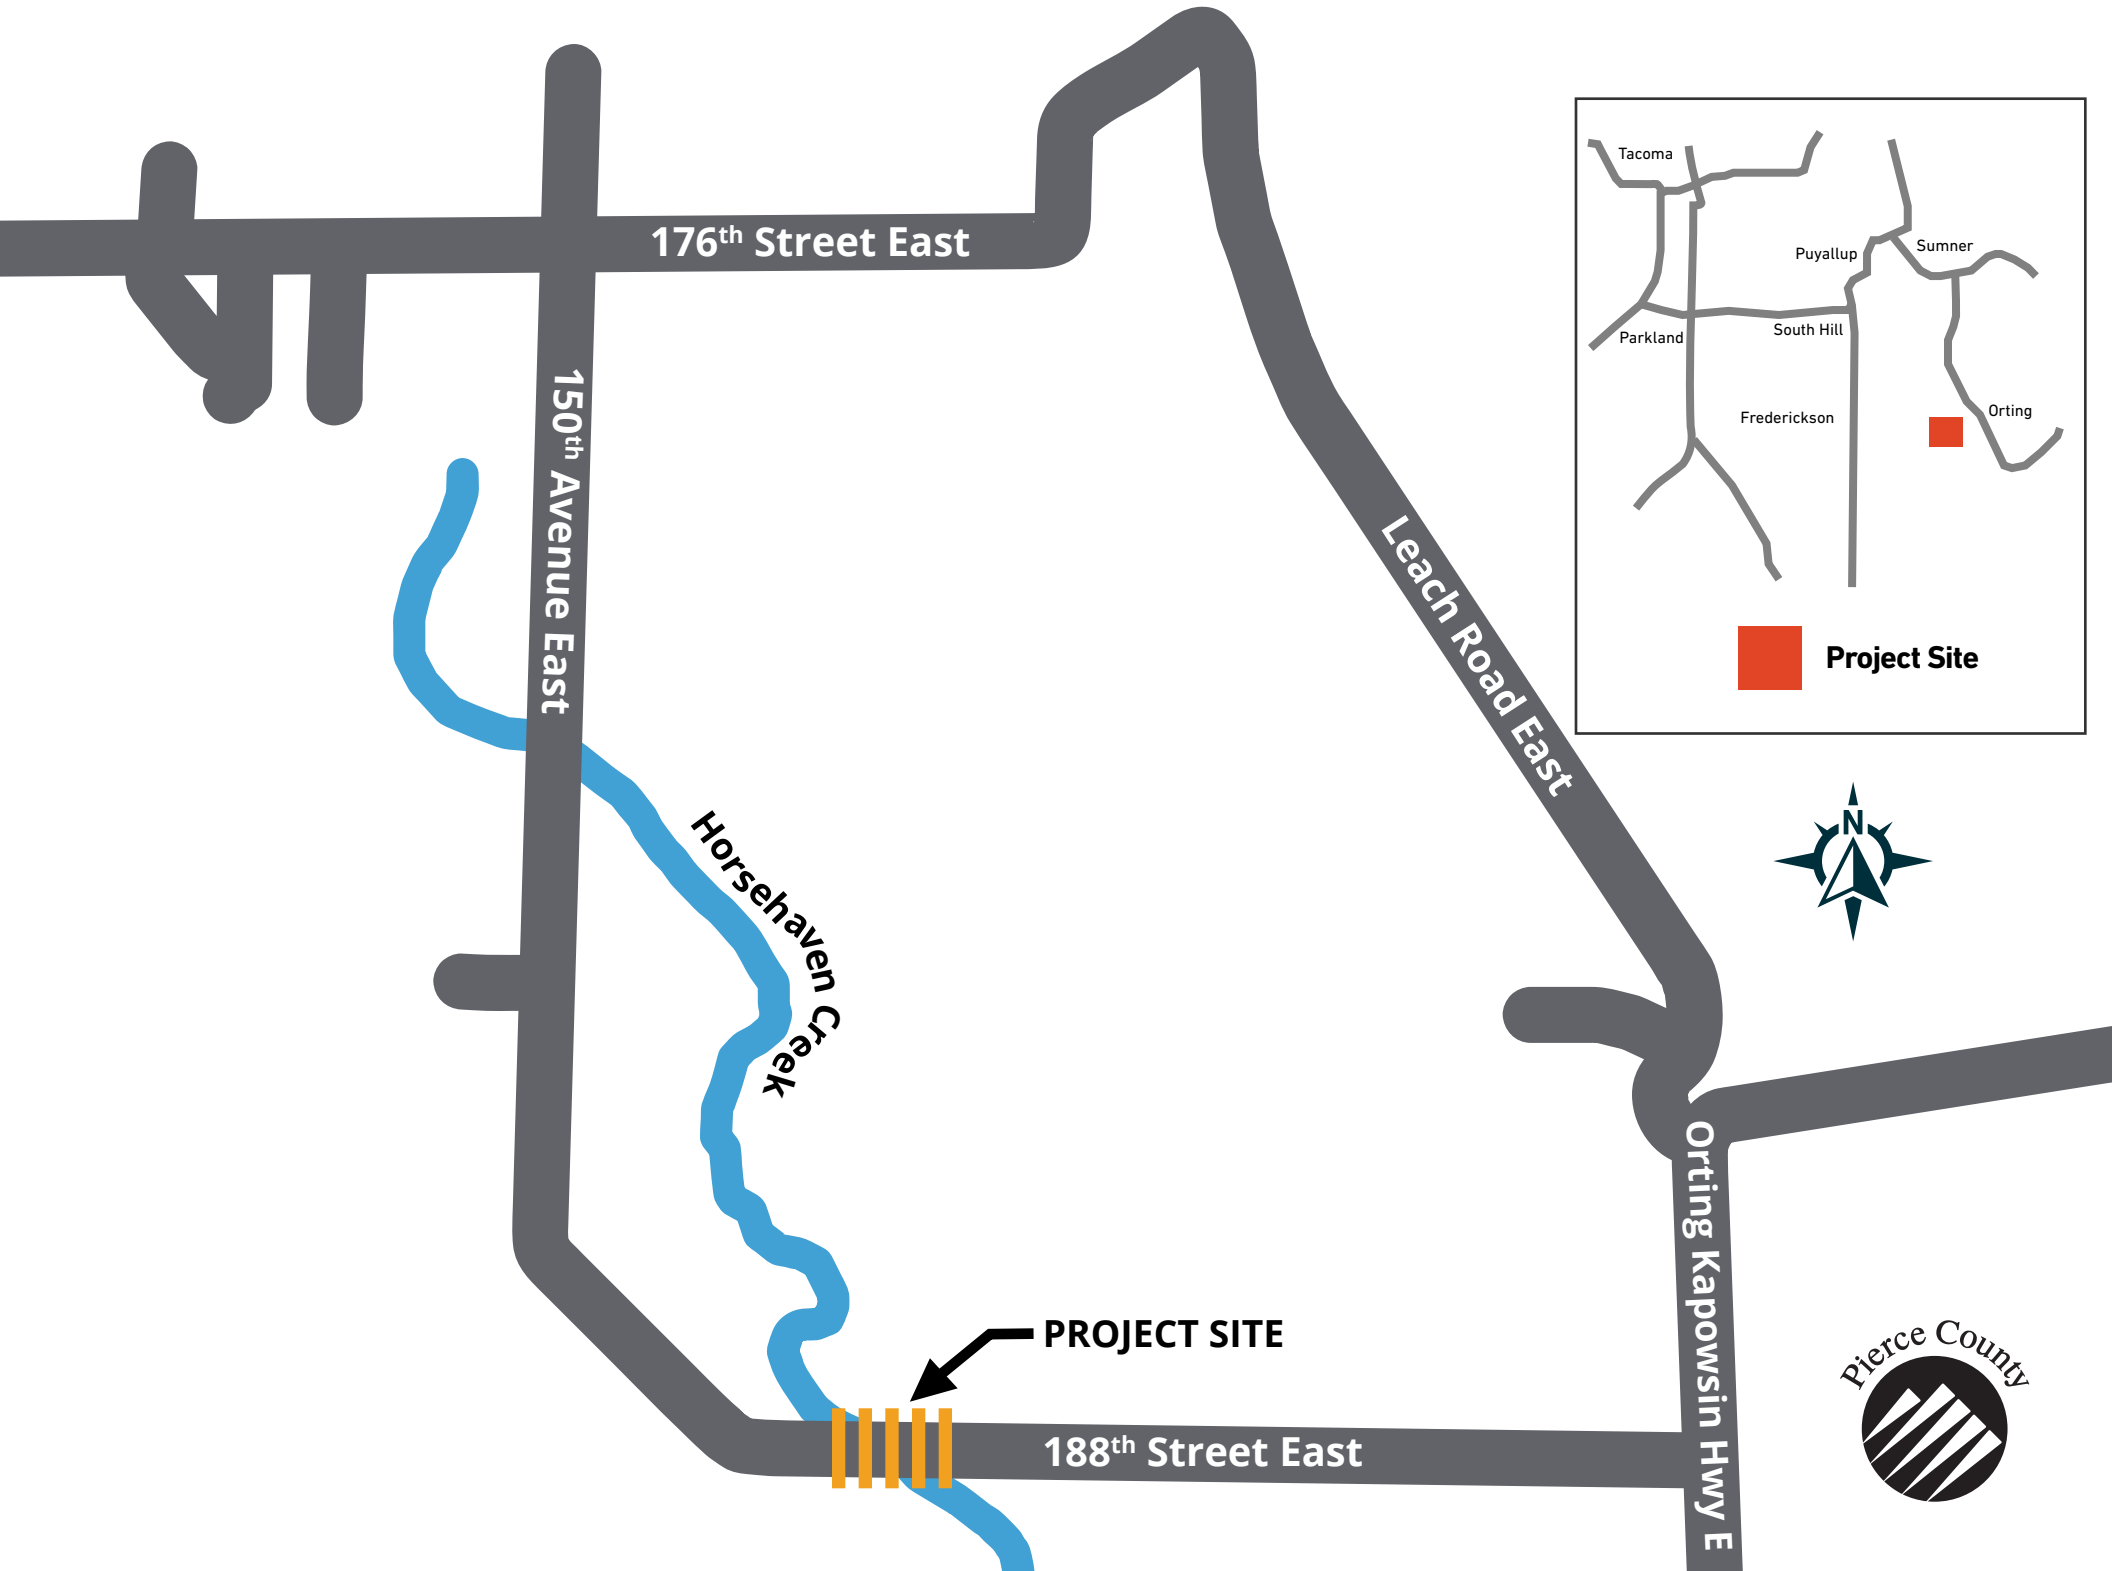 176th Street East
150th Avenue East
Leach Road East
Horsehaven Creek
PROJECT SITE
188th Street East
Orting Kapowsin Hwy E
Tacoma
Sumner
Puyallup
South Hill
Parkland
Frederickson
Orting
Project Site
N
Pierce County